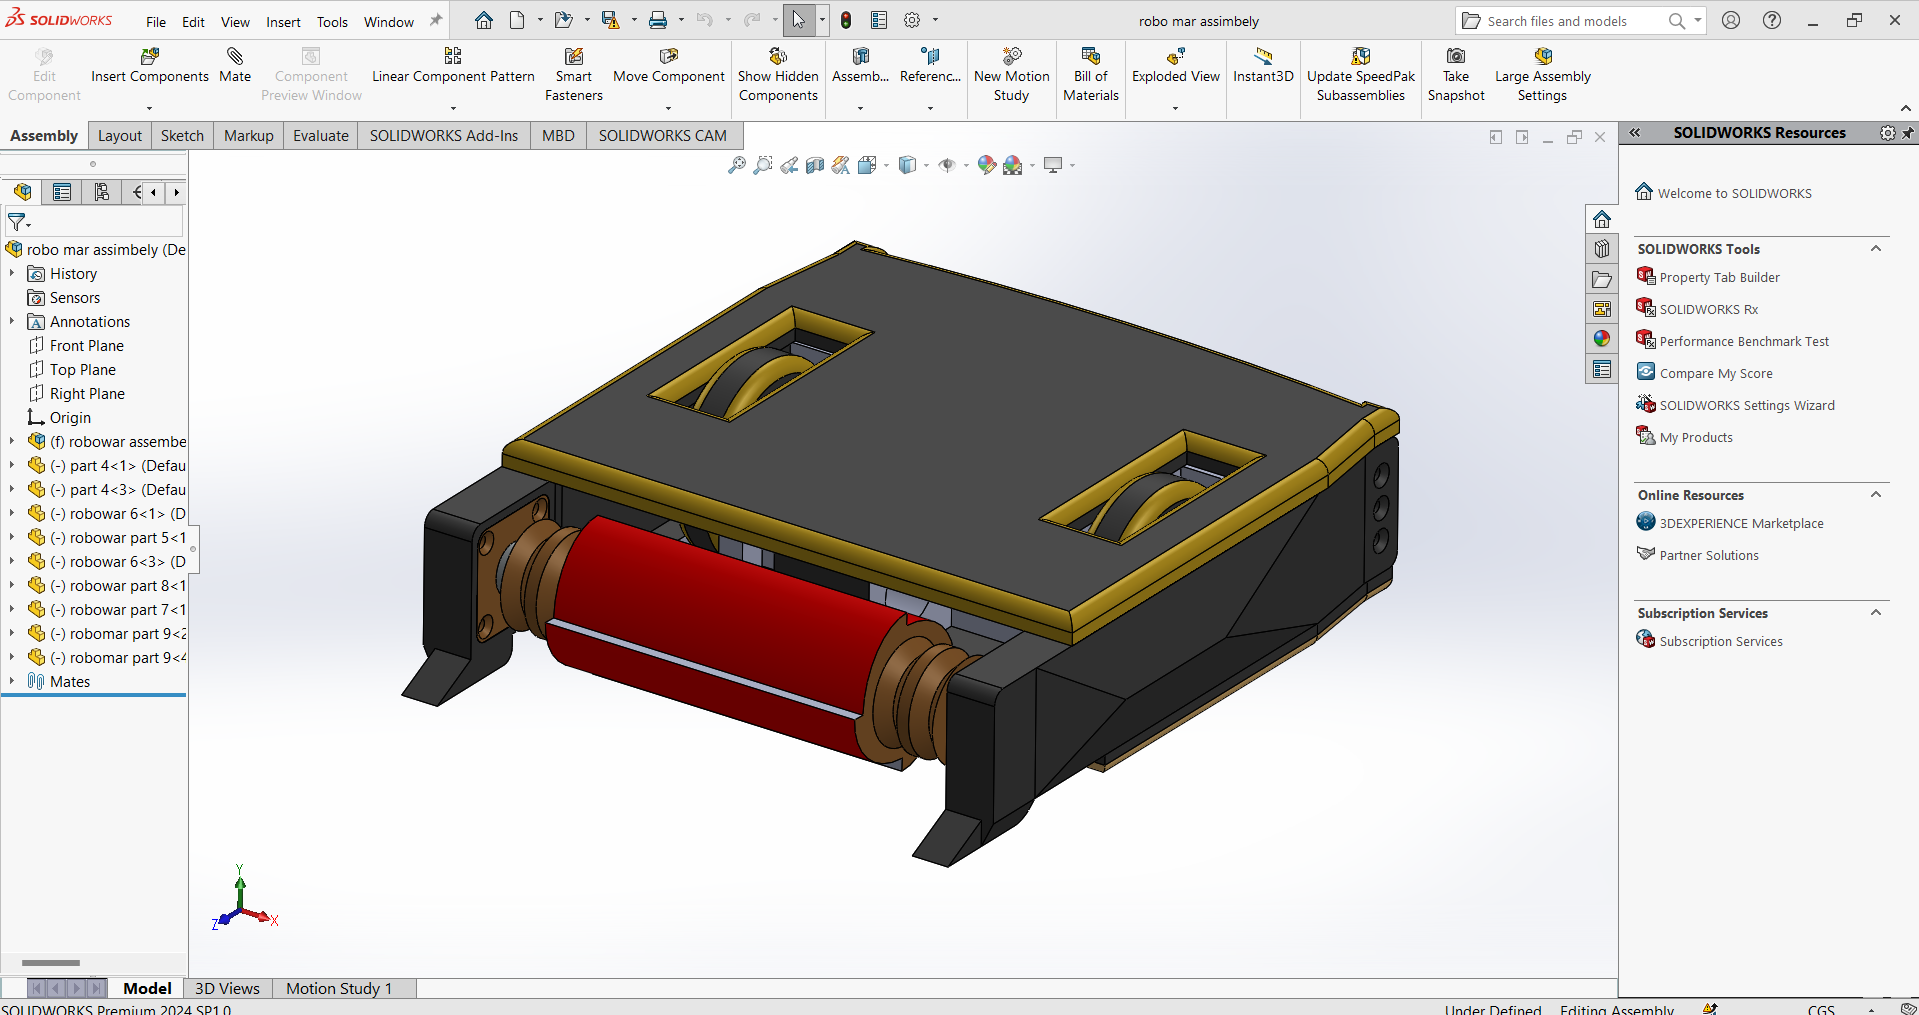 SOLIDWORKS
File Edit View Insert Tools Window
robo mar assimbely
Search files and models
Edit Component
Insert Components
Mate
Component Preview Window
Linear Component Pattern
Smart Fasteners
Move Component
Show Hidden Components
Assemb...
Referenc...
New Motion Study
Bill of Materials
Exploded View
Instant3D
Update SpeedPak Subassemblies
Take Snapshot
Large Assembly Settings
Assembly Layout Sketch Markup Evaluate SOLIDWORKS Add-Ins MBD SOLIDWORKS CAM
robo mar assimbely (De
History
Sensors
Annotations
Front Plane
Top Plane
Right Plane
Origin
(f) robowar assembe
(-) part 4<1> (Defau
(-) part 4<3> (Defau
(-) robowar 6<1> (D
(-) robowar part 5<1
(-) robowar 6<3> (D
(-) robowar part 8<1
(-) robowar part 7<1
(-) robomar part 9<2
(-) robomar part 9<4
Mates
Y
Z
X
SOLIDWORKS Resources
Welcome to SOLIDWORKS
SOLIDWORKS Tools
Property Tab Builder
SOLIDWORKS Rx
Performance Benchmark Test
Compare My Score
SOLIDWORKS Settings Wizard
My Products
Online Resources
3DEXPERIENCE Marketplace
Partner Solutions
Subscription Services
Subscription Services
Model 3D Views Motion Study 1
SOLIDWORKS Premium 2024 SP1.0
Under Defined Editing Assembly CGS